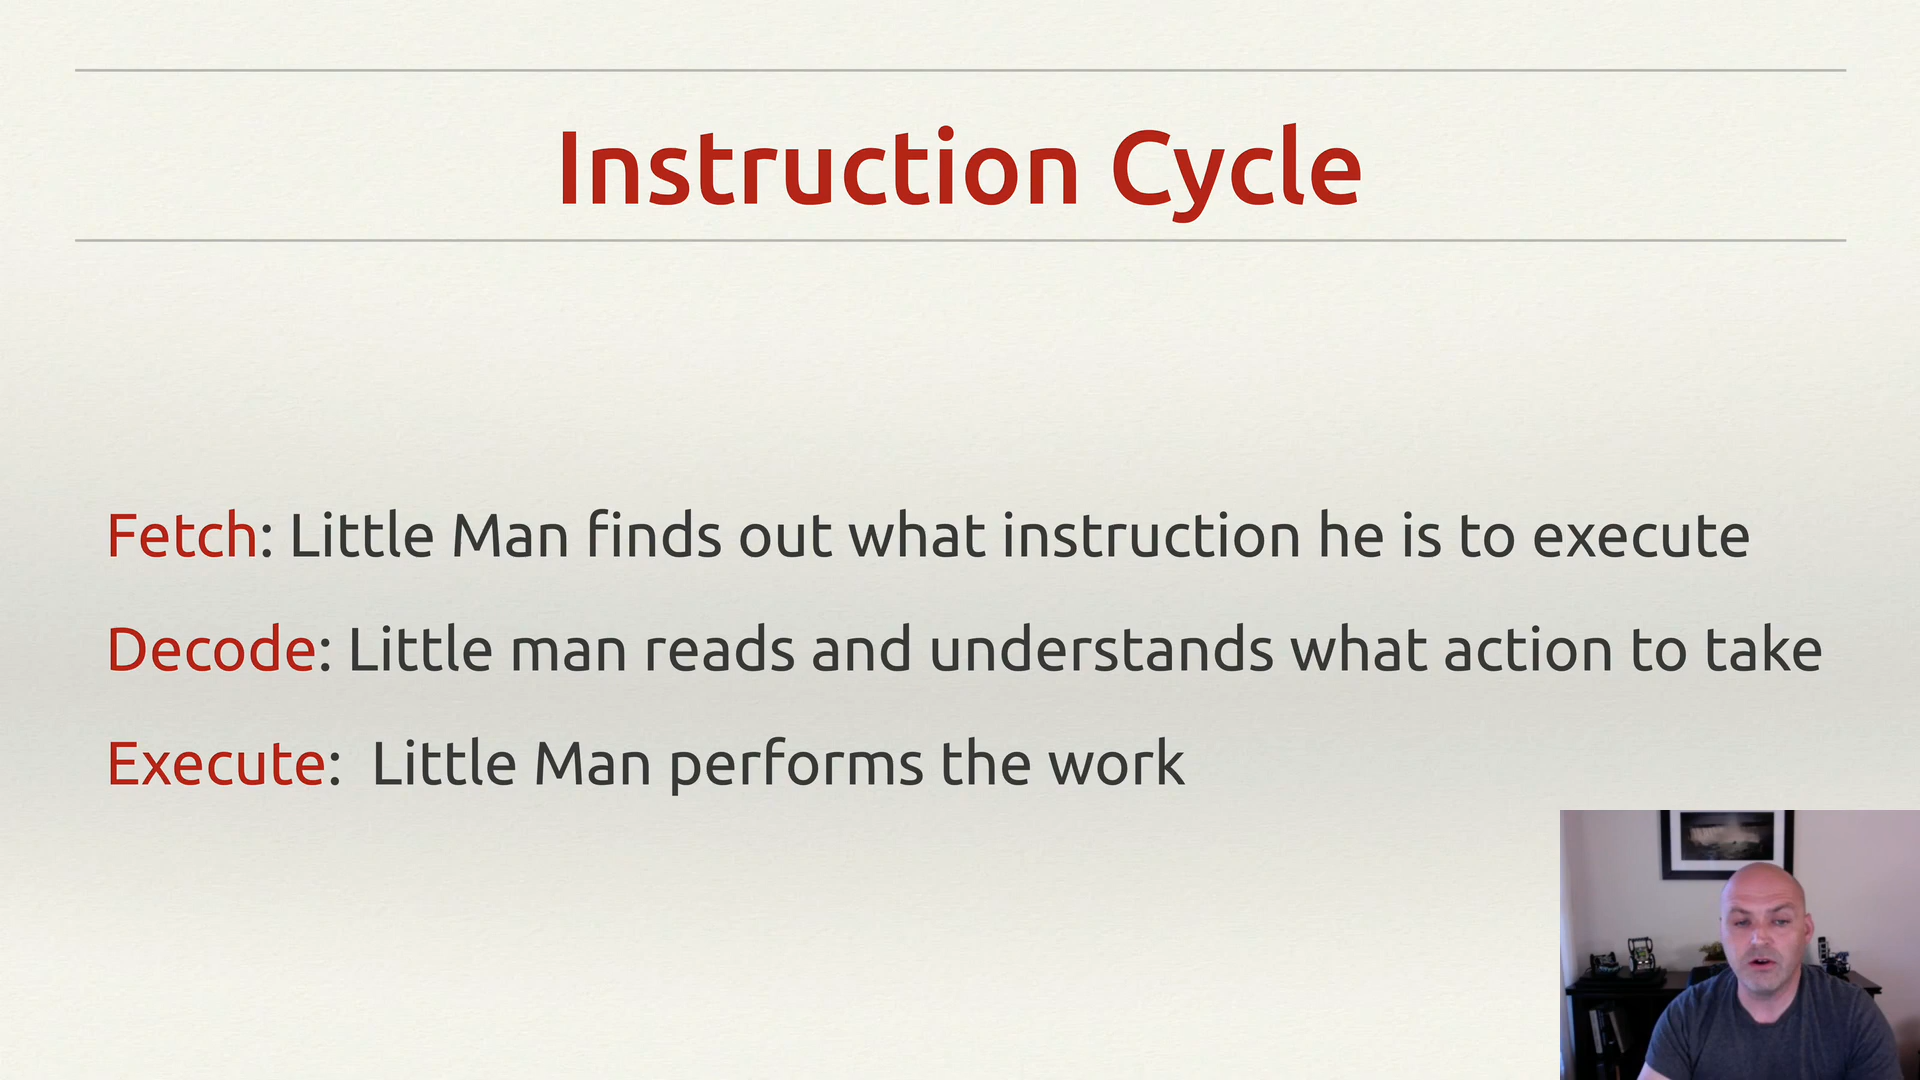 Instruction Cycle
Fetch: Little Man finds out what instruction he is to execute
Decode: Little man reads and understands what action to take
Execute:  Little Man performs the work